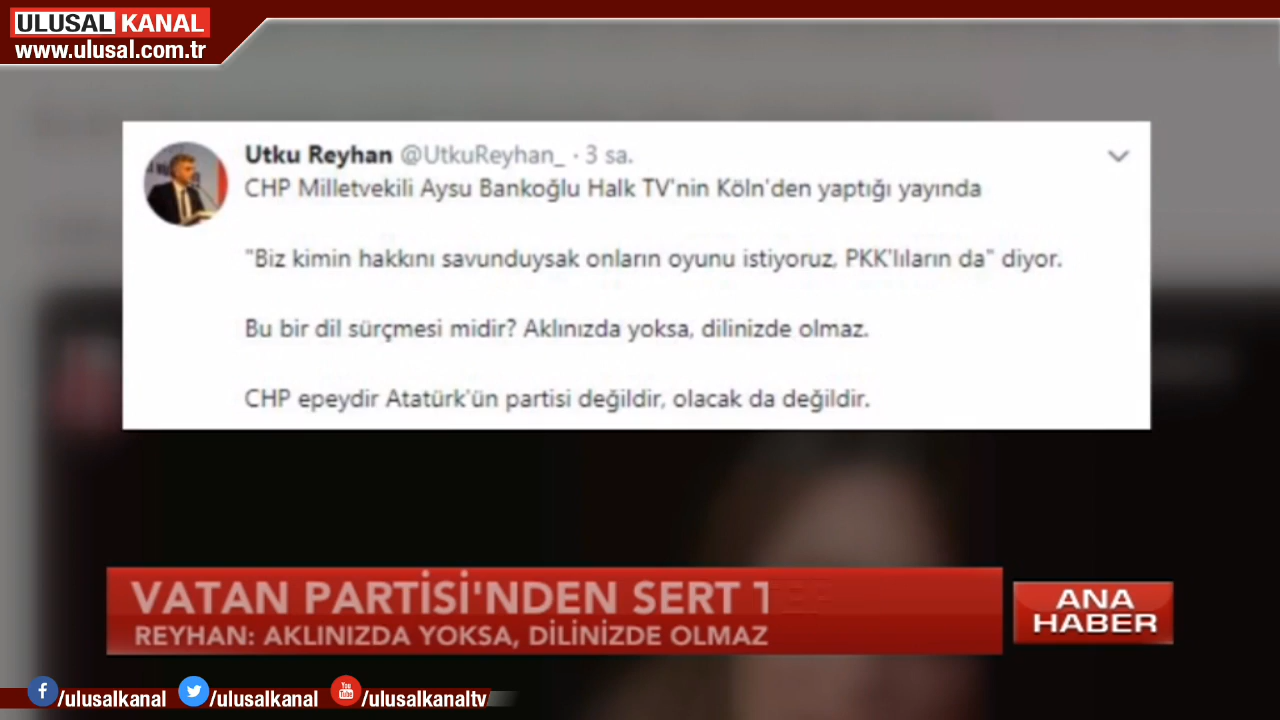 ULUSAL KANAL
www.ulusal.com.tr
Utku Reyhan @UtkuReyhan_ · 3 sa.
CHP Milletvekili Aysu Bankoğlu Halk TV'nin Köln'den yaptığı yayında
"Biz kimin hakkını savunduysak onların oyunu istiyoruz, PKK'lıların da" diyor.
Bu bir dil sürçmesi midir? Aklınızda yoksa, dilinizde olmaz.
CHP epeydir Atatürk'ün partisi değildir, olacak da değildir.
VATAN PARTİSİ'NDEN SERT
REYHAN: AKLINIZDA YOKSA, DİLİNİZDE OLMAZ
ANA
HABER
/ulusalkanal /ulusalkanal You Tube /ulusalkanaltv